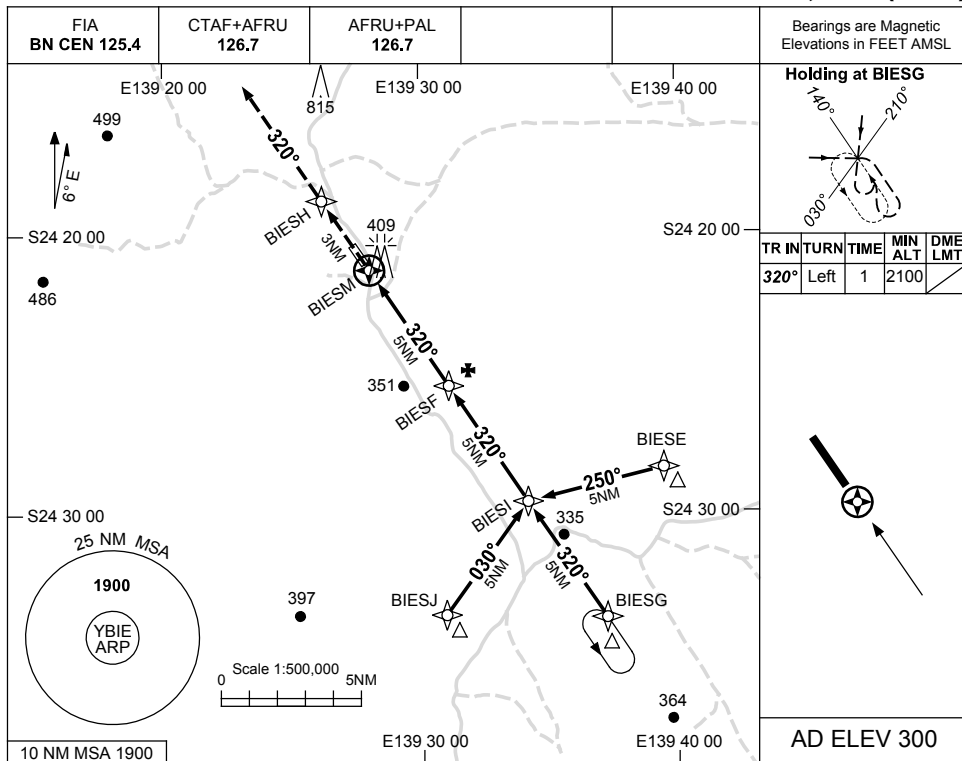 FIA
BN CEN 125.4
CTAF+AFRU
126.7
AFRU+PAL
126.7
Bearings are Magnetic
Elevations in FEET AMSL
E139 20 00
E139 30 00
E139 40 00
815
499
6° E
320°
BIESH
3NM
409
S24 20 00
S24 20 00
486
BIESM
320°
5NM
351
BIESF
320°
5NM
BIESE
250°
5NM
BIESI
S24 30 00
S24 30 00
335
030°
5NM
320°
5NM
BIESJ
BIESG
25 NM MSA
1900
YBIE
ARP
397
Scale 1:500,000
0
5NM
364
10 NM MSA 1900
E139 30 00
E139 40 00
Holding at BIESG
140°
210°
030°
TR IN TURN TIME MIN ALT DME LMT
320° Left 1 2100
AD ELEV 300